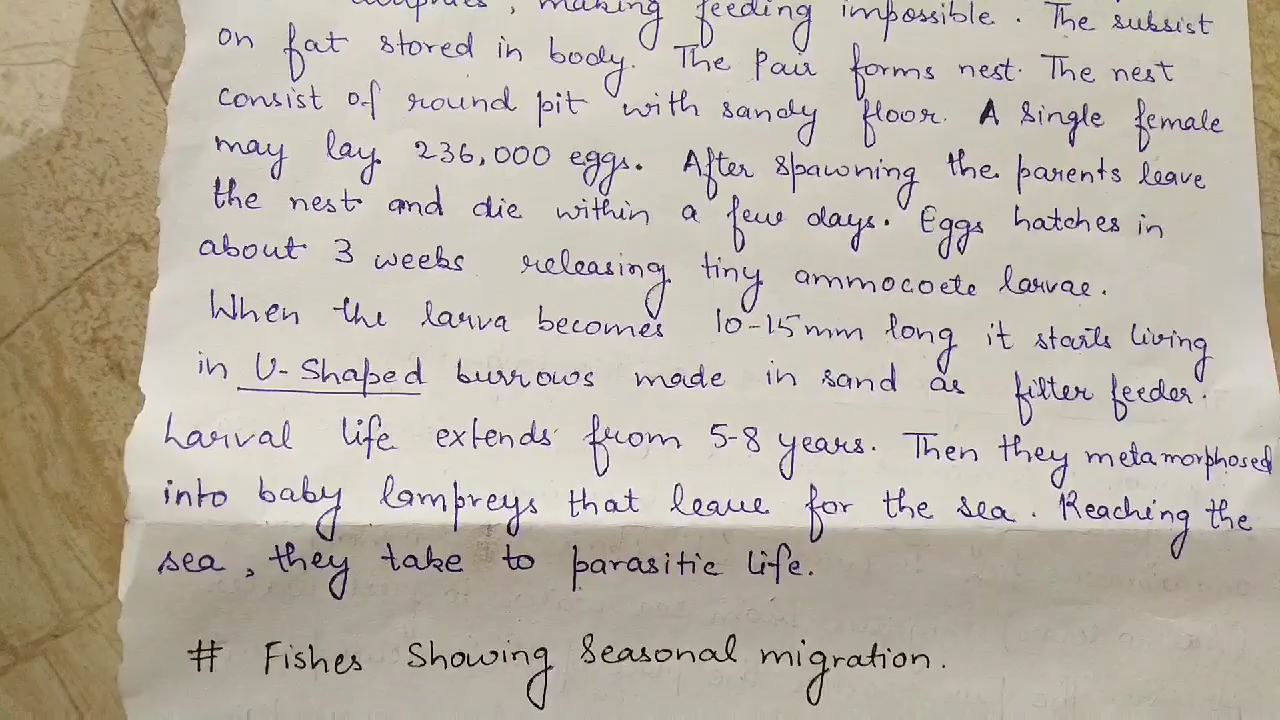 making feeding impossible. The subsist
on fat stored in body. The Pair forms nest. The nest
consist of round pit with sandy floor. A single female
may lay 236,000 eggs. After spawning the parents leave
the nest and die within a few days. Eggs hatches in
about 3 weeks releasing tiny ammocoete larvae.
When the larva becomes 10-15mm long it starts living
in U-Shaped burrows made in sand as filter feeder.
Larval life extends from 5-8 years. Then they metamorphosed
into baby lampreys that leave for the sea. Reaching the
sea, they take to parasitic life.
# Fishes Showing Seasonal migration.